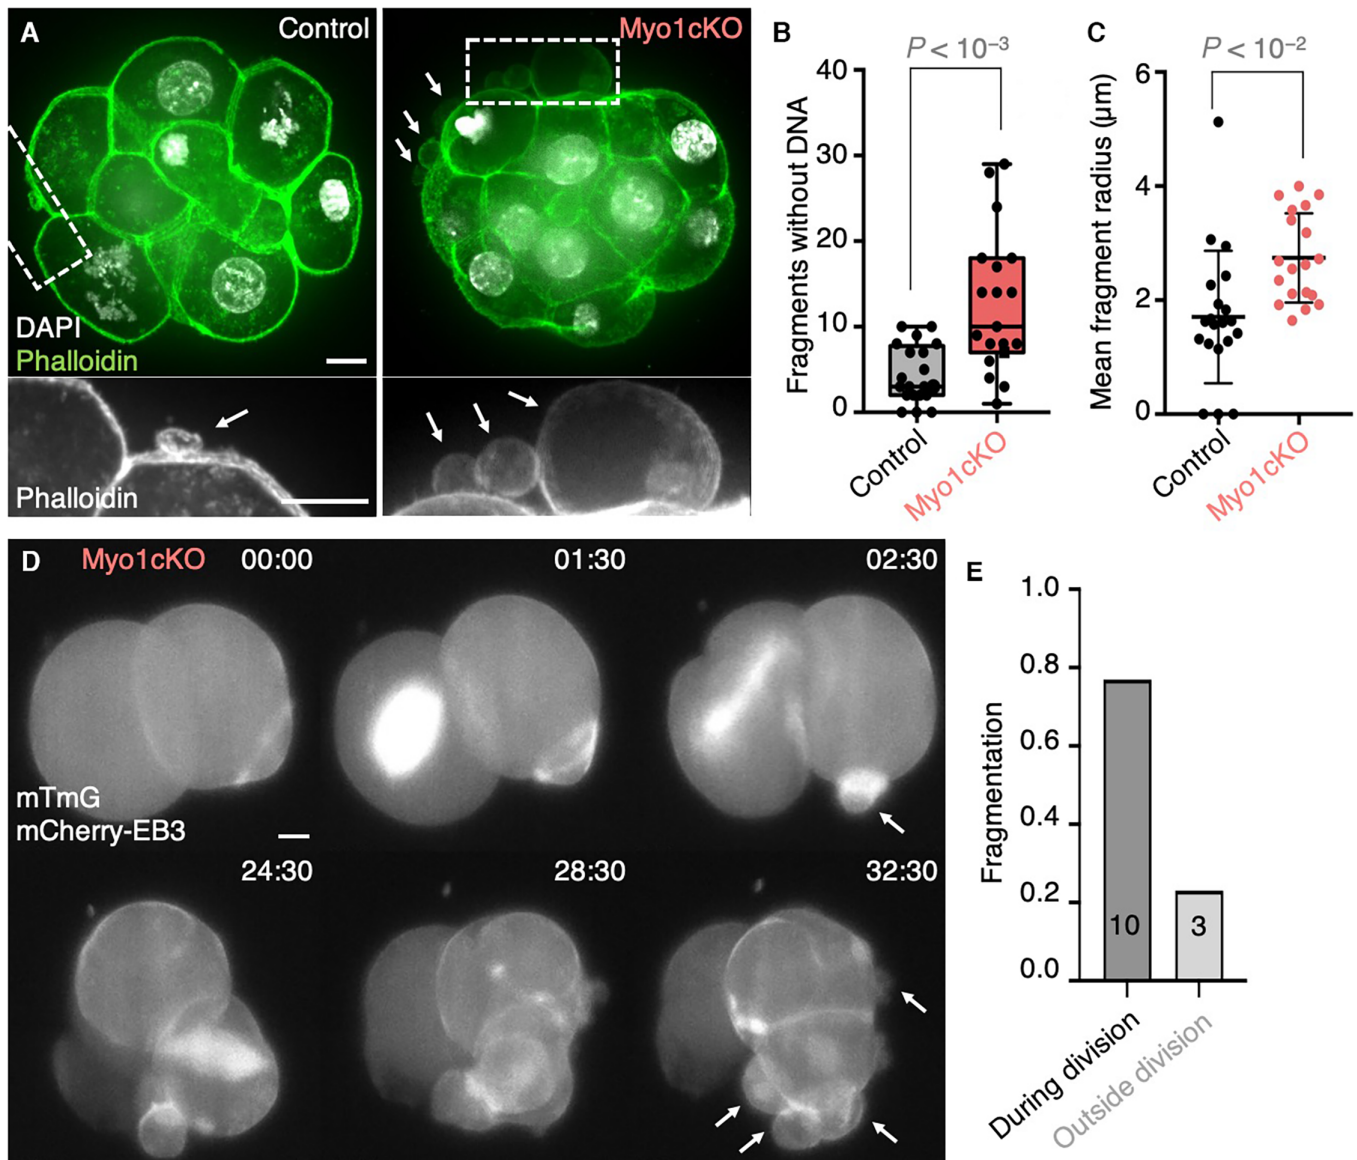 A
Control
Myo1cKO
DAPI
Phalloidin
Phalloidin
B
P < 10⁻³
Fragments without DNA
40
30
20
10
0
Control
Myo1cKO
C
P < 10⁻²
Mean fragment radius (µm)
6
4
2
0
Control
Myo1cKO
D
Myo1cKO
00:00
01:30
02:30
mTmG
mCherry-EB3
24:30
28:30
32:30
E
Fragmentation
1.0
0.8
0.6
0.4
0.2
0.0
10
3
During division
Outside division